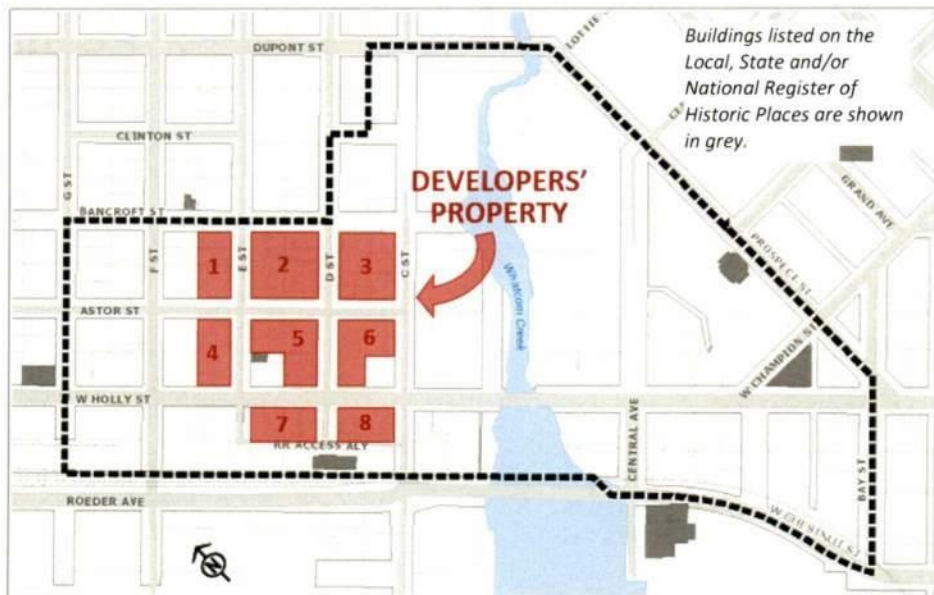 DUPONT ST
LOTTIE
Buildings listed on the
Local, State and/or
National Register of
Historic Places are shown
in grey.
CLINTON ST
G ST
BANCROFT ST
DEVELOPERS'
PROPERTY
GRAND AVE
F ST
E ST
D ST
C ST
1
2
3
PROSPECT ST
Whatcom Creek
ASTOR ST
4
5
6
W CHAMPION ST
W HOLLY ST
7
8
RR ACCESS ALY
CENTRAL AVE
BAY ST
ROEDER AVE
W CHESTNUT ST
N